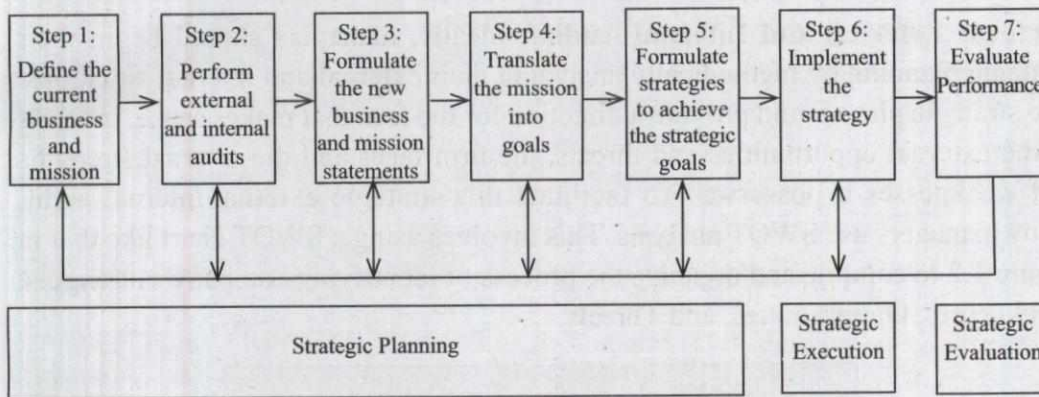 Step 1:
Define the
current
business
and
mission
Step 2:
Perform
external
and internal
audits
Step 3:
Formulate
the new
business
and mission
statements
Step 4:
Translate
the mission
into
goals
Step 5:
Formulate
strategies
to achieve
the strategic
goals
Step 6:
Implement
the
strategy
Step 7:
Evaluate
Performance
Strategic Planning
Strategic
Execution
Strategic
Evaluation